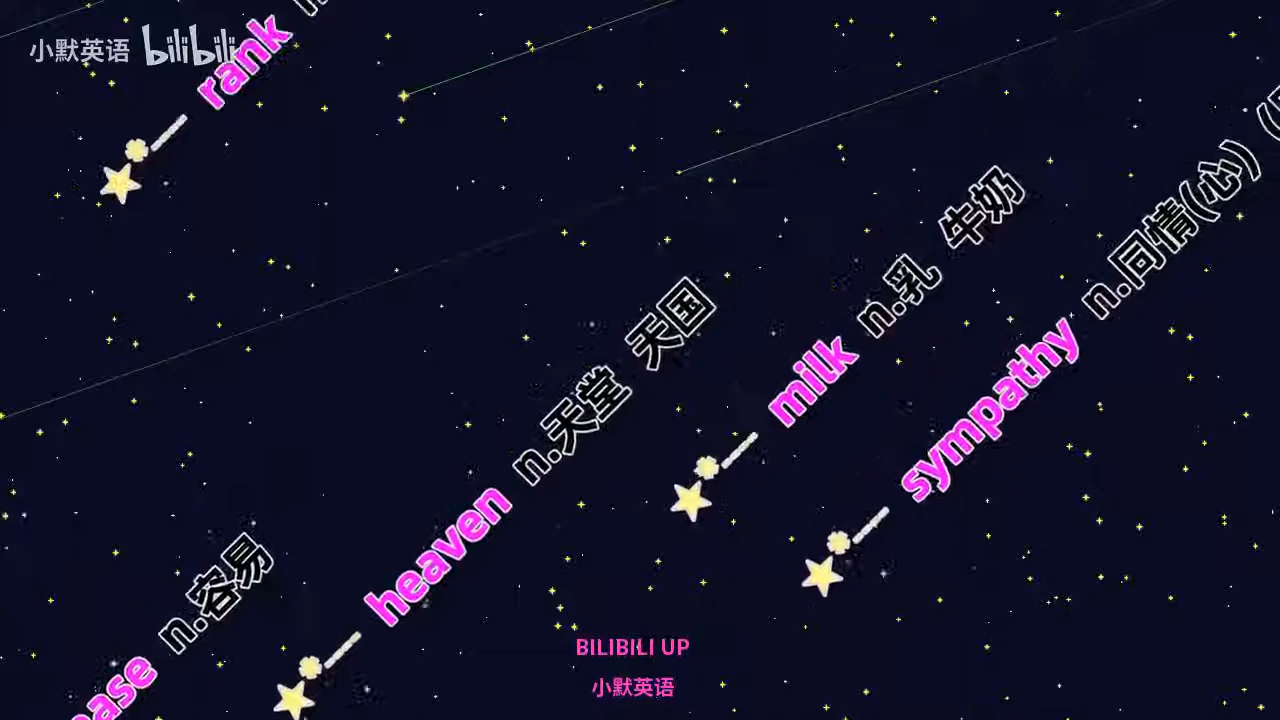 小默英语 bilibili
rank
milk n.乳 牛奶
sympathy n.同情(心)
heaven n.天堂 天国
ease n.容易
BILIBILI UP
小默英语